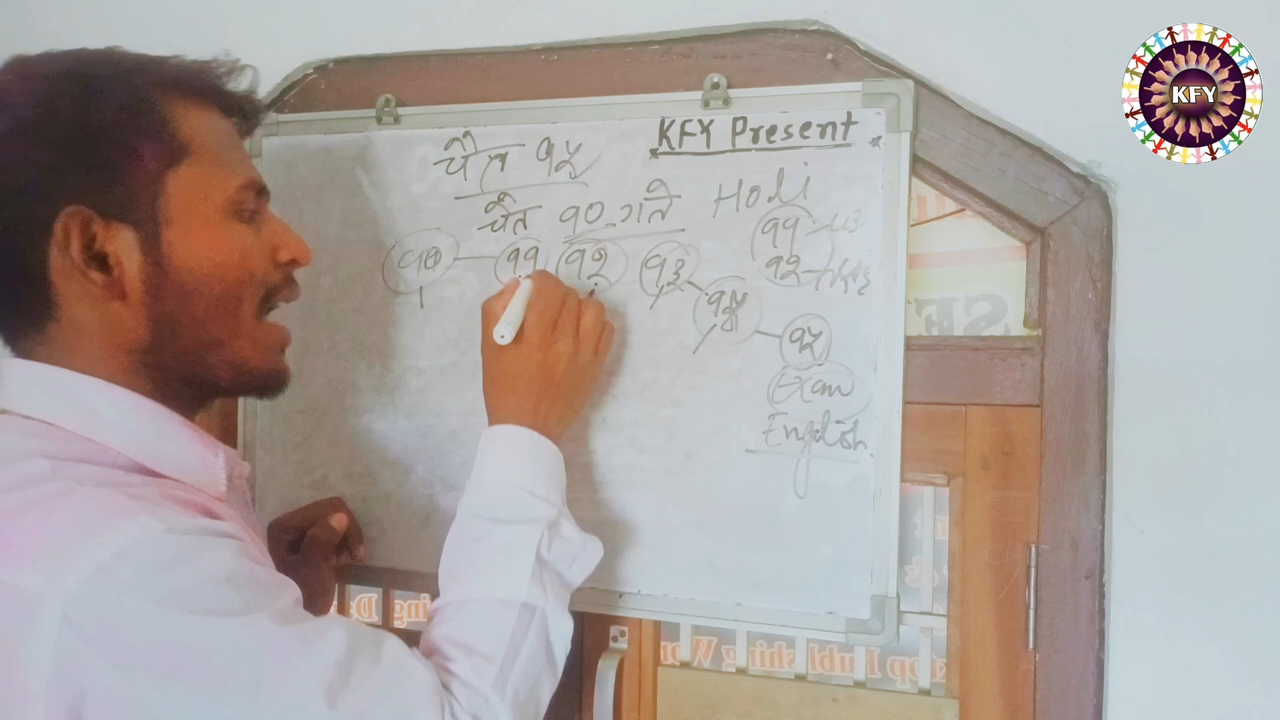 KFY
KFY Present
चैत १५
चैत १० गते
Holi
११
१२
१० ११ १२ १३
१४
१५
Exam
English